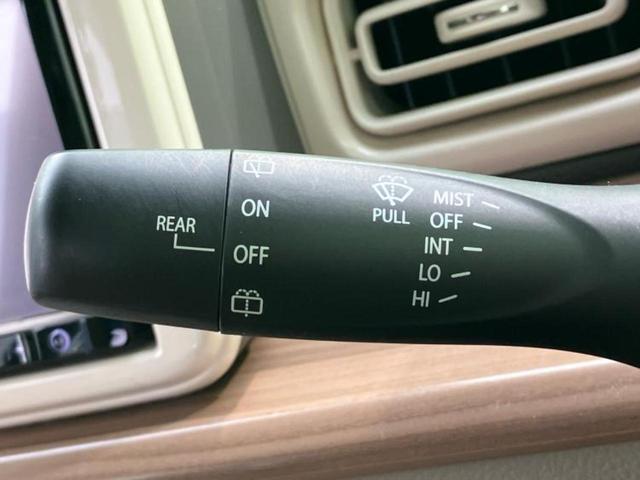 REAR
ON
OFF
PULL
MIST
OFF
INT
LO
HI